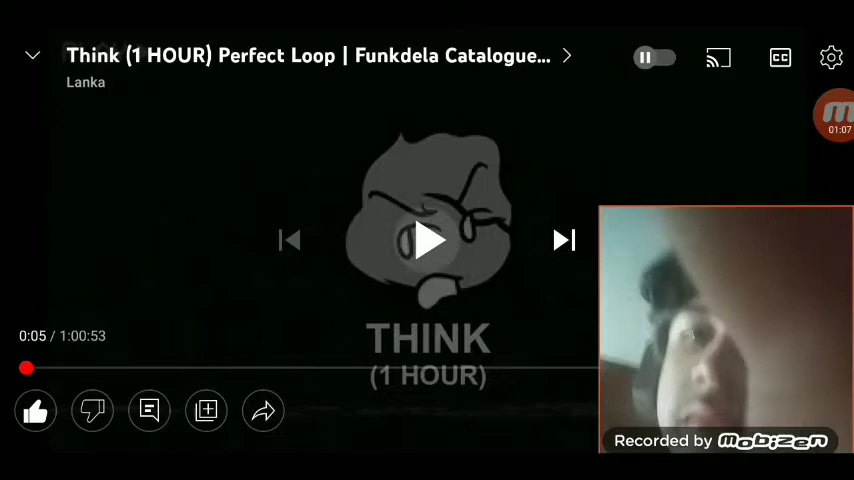 Think (1 HOUR) Perfect Loop | Funkdela Catalogue...
Lanka
CC
01:07
0:05 / 1:00:53
THINK
(1 HOUR)
Recorded by mobizen